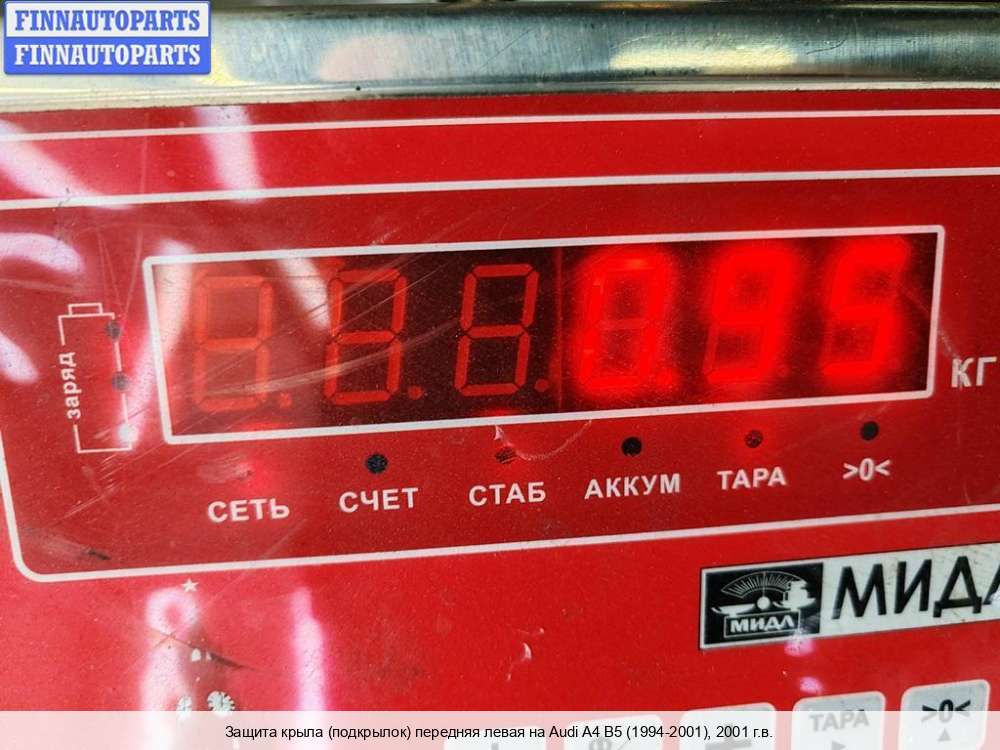 FINNAUTOPARTS
FINNAUTOPARTS
заряд
0.95
КГ
СЕТЬ СЧЕТ СТАБ АККУМ ТАРА >0<
МИДЛ
МИДЛ
ТАРА >0<
Защита крыла (подкрылок) передняя левая на Audi A4 B5 (1994-2001), 2001 г.в.